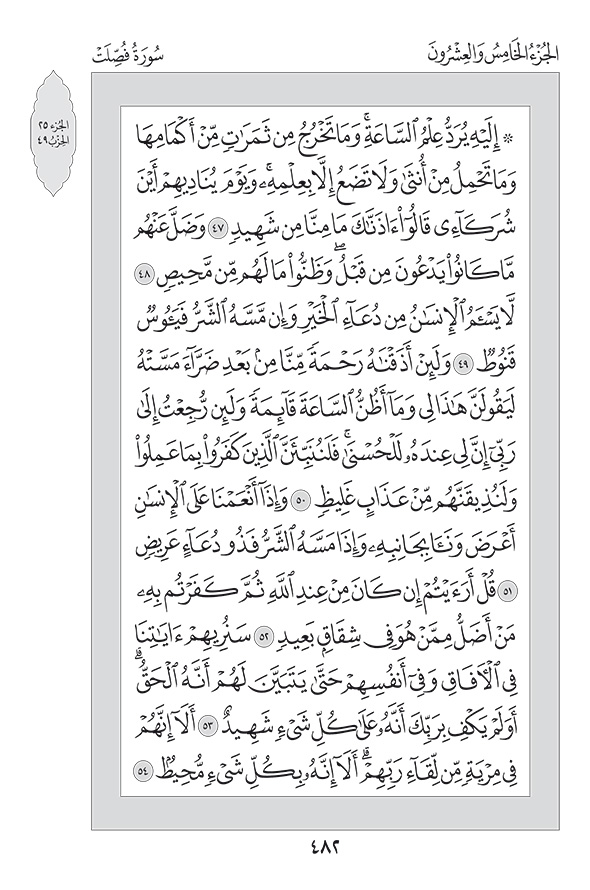 الجُزْءُ الخَامِسُ وَالعِشْرُونَ
سُورَةُ فُصِّلَتْ
الجُزء ٢٥
الحِزْبُ ٤٩
۞ إِلَيْهِ يُرَدُّ عِلْمُ ٱلسَّاعَةِۚ وَمَا تَخْرُجُ مِن ثَمَرَٰتٍ مِّنْ أَكْمَامِهَا
وَمَا تَحْمِلُ مِنْ أُنثَىٰ وَلَا تَضَعُ إِلَّا بِعِلْمِهِۦۚ وَيَوْمَ يُنَادِيهِمْ أَيْنَ
شُرَكَآءِى قَالُوٓا۟ ءَاذَنَّٰكَ مَا مِنَّا مِن شَهِيدٍ ٤٧ وَضَلَّ عَنْهُم
مَّا كَانُوا۟ يَدْعُونَ مِن قَبْلُۖ وَظَنُّوا۟ مَا لَهُم مِّن مَّحِيصٍ ٤٨
لَّا يَسْـَٔمُ ٱلْإِنسَٰنُ مِن دُعَآءِ ٱلْخَيْرِ وَإِن مَّسَّهُ ٱلشَّرُّ فَيَـُٔوسٌ
قَنُوطٌ ٤٩ وَلَئِنْ أَذَقْنَٰهُ رَحْمَةً مِّنَّا مِنۢ بَعْدِ ضَرَّآءَ مَسَّتْهُ
لَيَقُولَنَّ هَٰذَا لِى وَمَآ أَظُنُّ ٱلسَّاعَةَ قَآئِمَةً وَلَئِن رُّجِعْتُ إِلَىٰ
رَبِّىٓ إِنَّ لِى عِندَهُۥ لَلْحُسْنَىٰۚ فَلَنُنَبِّئَنَّ ٱلَّذِينَ كَفَرُوا۟ بِمَا عَمِلُوا۟
وَلَنُذِيقَنَّهُم مِّنْ عَذَابٍ غَلِيظٍ ٥٠ وَإِذَآ أَنْعَمْنَا عَلَى ٱلْإِنسَٰنِ
أَعْرَضَ وَنَـَٔا بِجَانِبِهِۦ وَإِذَا مَسَّهُ ٱلشَّرُّ فَذُو دُعَآءٍ عَرِيضٍ
٥١ قُلْ أَرَءَيْتُمْ إِن كَانَ مِنْ عِندِ ٱللَّهِ ثُمَّ كَفَرْتُم بِهِۦ
مَنْ أَضَلُّ مِمَّنْ هُوَ فِى شِقَاقٍۭ بَعِيدٍ ٥٢ سَنُرِيهِمْ ءَايَٰتِنَا
فِى ٱلْـَٔافَاقِ وَفِىٓ أَنفُسِهِمْ حَتَّىٰ يَتَبَيَّنَ لَهُمْ أَنَّهُ ٱلْحَقُّۗ
أَوَلَمْ يَكْفِ بِرَبِّكَ أَنَّهُۥ عَلَىٰ كُلِّ شَىْءٍ شَهِيدٌ ٥٣ أَلَآ إِنَّهُمْ
فِى مِرْيَةٍ مِّن لِّقَآءِ رَبِّهِمْۗ أَلَآ إِنَّهُۥ بِكُلِّ شَىْءٍ مُّحِيطٌۢ ٥٤
٤٨٢